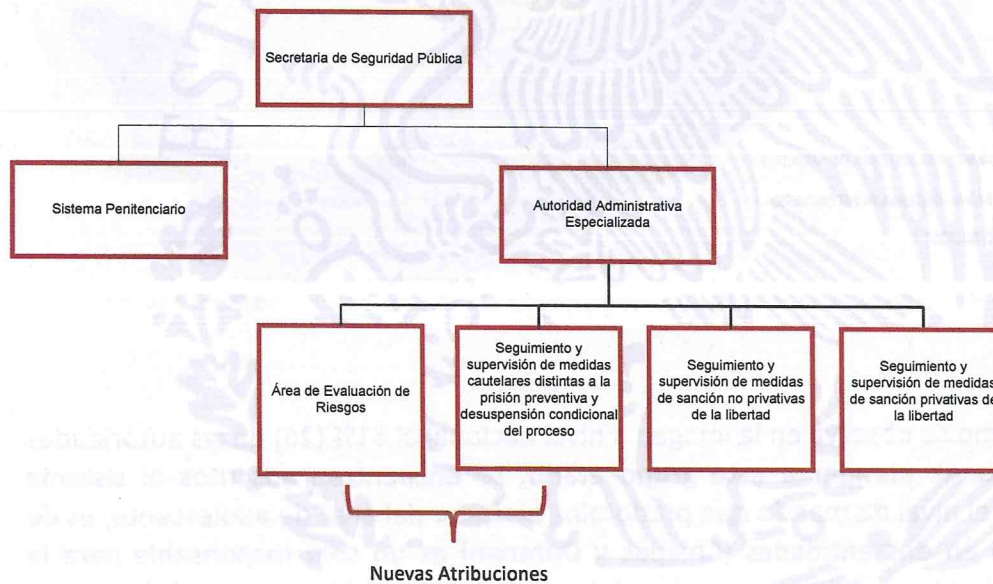 Secretaria de Seguridad Pública
Sistema Penitenciario
Autoridad Administrativa
Especializada
Área de Evaluación de
Riesgos
Seguimiento y
supervisión de medidas
cautelares distintas a la
prisión preventiva y
desuspensión condicional
del proceso
Seguimiento y
supervisión de medidas
de sanción no privativas
de la libertad
Seguimiento y
supervisión de medidas
de sanción privativas de
la libertad
Nuevas Atribuciones